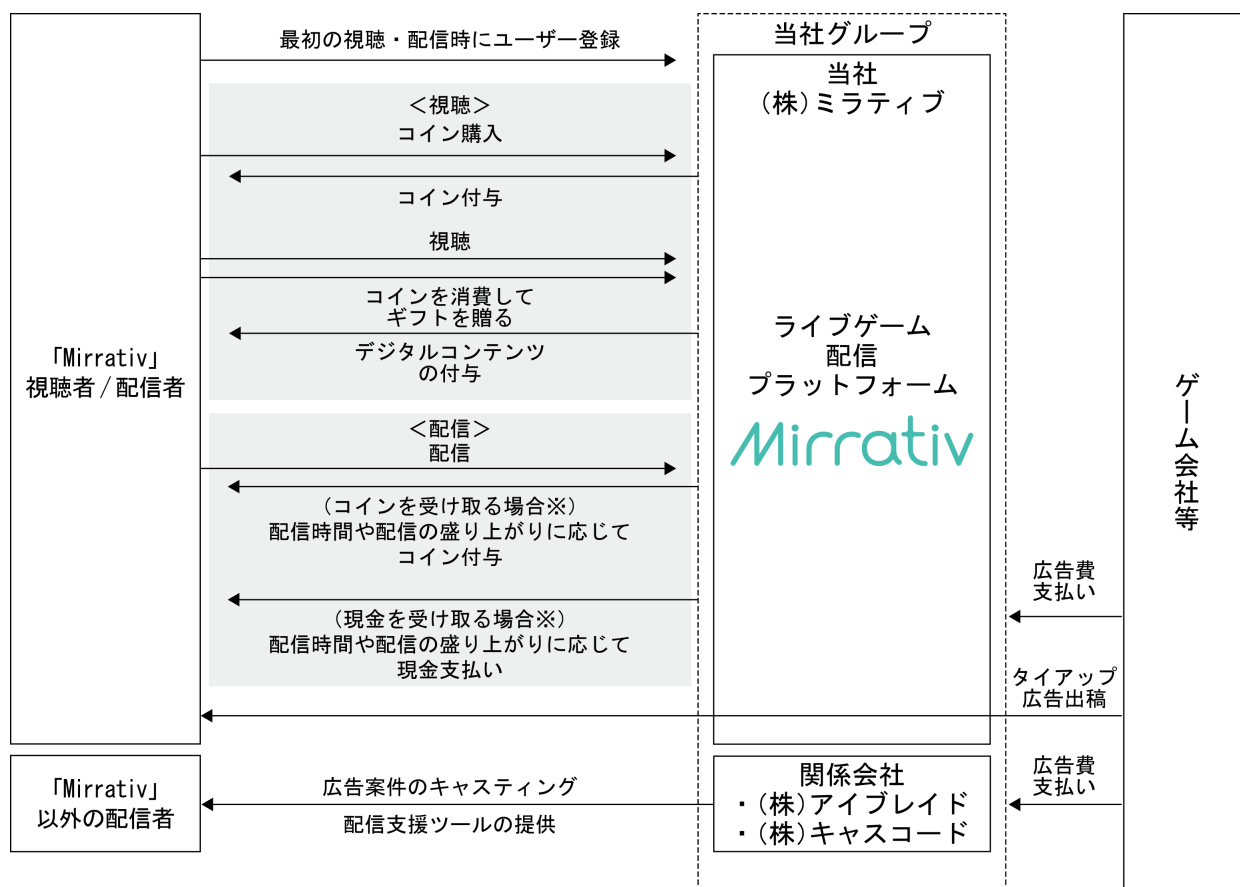 最初の視聴・配信時にユーザー登録
＜視聴＞
コイン購入
コイン付与
視聴
コインを消費して
ギフトを贈る
デジタルコンテンツ
の付与
「Mirrativ」
視聴者／配信者
＜配信＞
配信
（コインを受け取る場合※）
配信時間や配信の盛り上がりに応じて
コイン付与
（現金を受け取る場合※）
配信時間や配信の盛り上がりに応じて
現金支払い
当社グループ
当社
（株）ミラティブ
ライブゲーム
配信
プラットフォーム
Mirrativ
ゲーム会社等
広告費
支払い
タイアップ
広告出稿
「Mirrativ」
以外の配信者
広告案件のキャスティング
配信支援ツールの提供
関係会社
・（株）アイブレイド
・（株）キャスコード
広告費
支払い